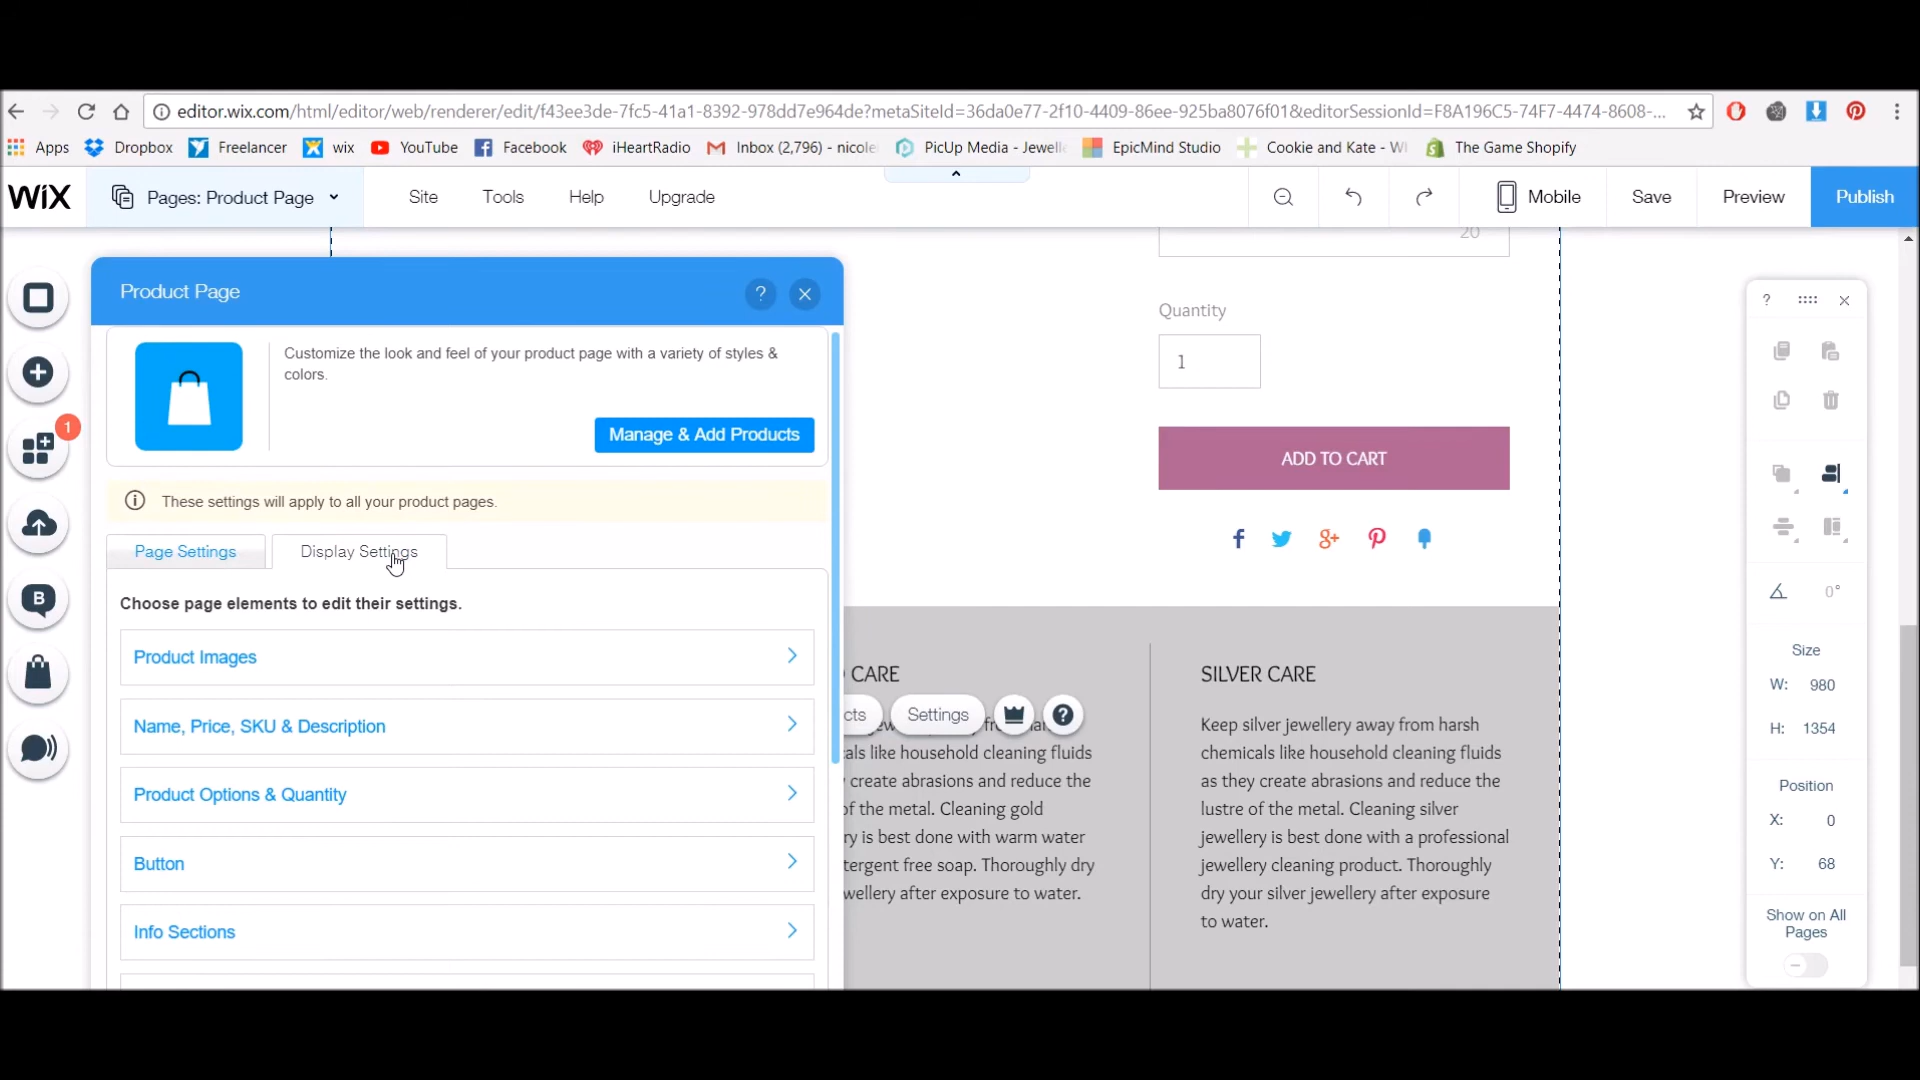 editor.wix.com/html/editor/web/renderer/edit/f43ee3de-7fc5-41a1-8392-978dd7e964de?metaSiteId=36da0e77-2f10-4409-86ee-925ba8076f01&editorSessionId=F8A196C5-74F7-4474-8608-...
Apps Dropbox Freelancer wix YouTube Facebook iHeartRadio Inbox (2,796) - nicole PicUp Media - Jewell EpicMind Studio Cookie and Kate - W The Game Shopify
WiX Pages: Product Page Site Tools Help Upgrade Mobile Save Preview Publish
20
Product Page ?
Customize the look and feel of your product page with a variety of styles &
colors.
Manage & Add Products
These settings will apply to all your product pages.
Page Settings Display Settings
Choose page elements to edit their settings.
Product Images
Name, Price, SKU & Description
Product Options & Quantity
Button
Info Sections
1
B
Quantity
1
ADD TO CART
f G+
CARE
cts Settings ?
als like household cleaning fluids
create abrasions and reduce the
of the metal. Cleaning gold
ry is best done with warm water
tergent free soap. Thoroughly dry
wellery after exposure to water.
SILVER CARE
Keep silver jewellery away from harsh
chemicals like household cleaning fluids
as they create abrasions and reduce the
lustre of the metal. Cleaning silver
jewellery is best done with a professional
jewellery cleaning product. Thoroughly
dry your silver jewellery after exposure
to water.
?
0°
Size
W: 980
H: 1354
Position
X: 0
Y: 68
Show on All
Pages